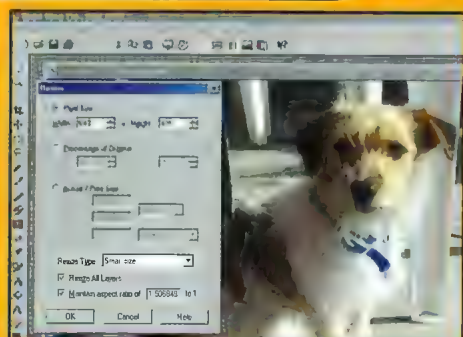 Resize
Pixel Size
Width x Height
Percentage of Original
Actual / Print Size
Resize Type Smart size
Resize All Layers
Maintain aspect ratio of to 1
OK Cancel Help